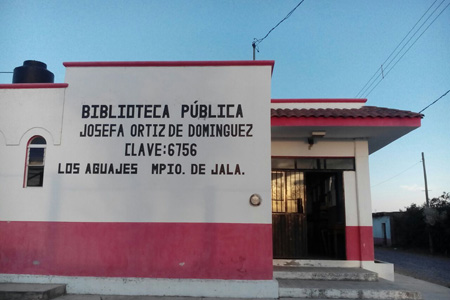 BIBLIOTECA PÚBLICA
JOSEFA ORTIZ DE DOMINGUEZ
CLAVE:6756
LOS AGUAJES MPIO. DE JALA.